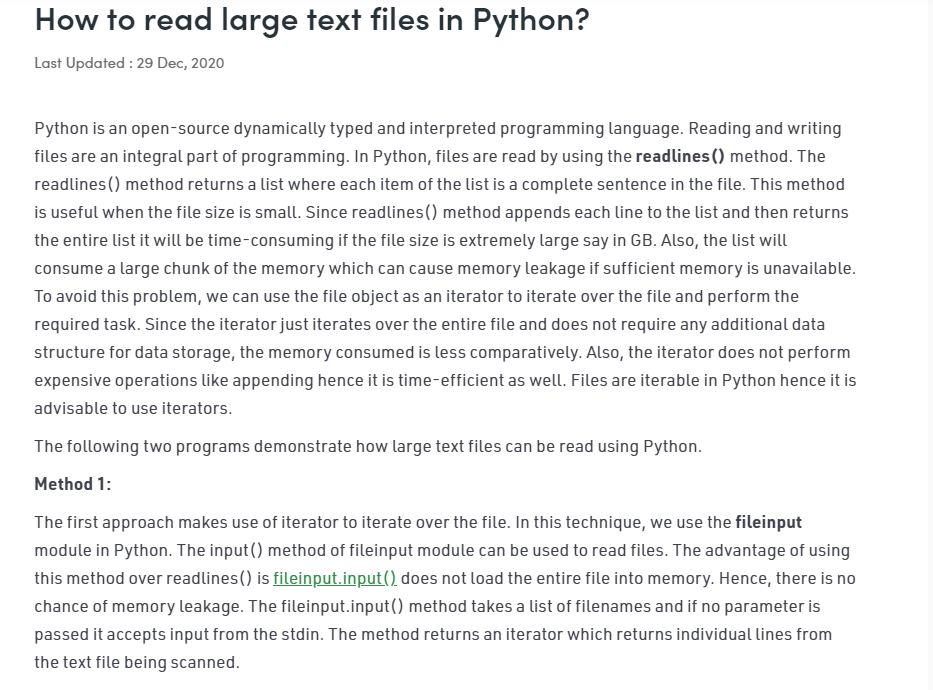 How to read large text files in Python?
Last Updated : 29 Dec, 2020
Python is an open-source dynamically typed and interpreted programming language. Reading and writing
files are an integral part of programming. In Python, files are read by using the readlines() method. The
readlines() method returns a list where each item of the list is a complete sentence in the file. This method
is useful when the file size is small. Since readlines() method appends each line to the list and then returns
the entire list it will be time-consuming if the file size is extremely large say in GB. Also, the list will
consume a large chunk of the memory which can cause memory leakage if sufficient memory is unavailable.
To avoid this problem, we can use the file object as an iterator to iterate over the file and perform the
required task. Since the iterator just iterates over the entire file and does not require any additional data
structure for data storage, the memory consumed is less comparatively. Also, the iterator does not perform
expensive operations like appending hence it is time-efficient as well. Files are iterable in Python hence it is
advisable to use iterators.
The following two programs demonstrate how large text files can be read using Python.
Method 1:
The first approach makes use of iterator to iterate over the file. In this technique, we use the fileinput
module in Python. The input() method of fileinput module can be used to read files. The advantage of using
this method over readlines() is fileinput.input() does not load the entire file into memory. Hence, there is no
chance of memory leakage. The fileinput.input() method takes a list of filenames and if no parameter is
passed it accepts input from the stdin. The method returns an iterator which returns individual lines from
the text file being scanned.